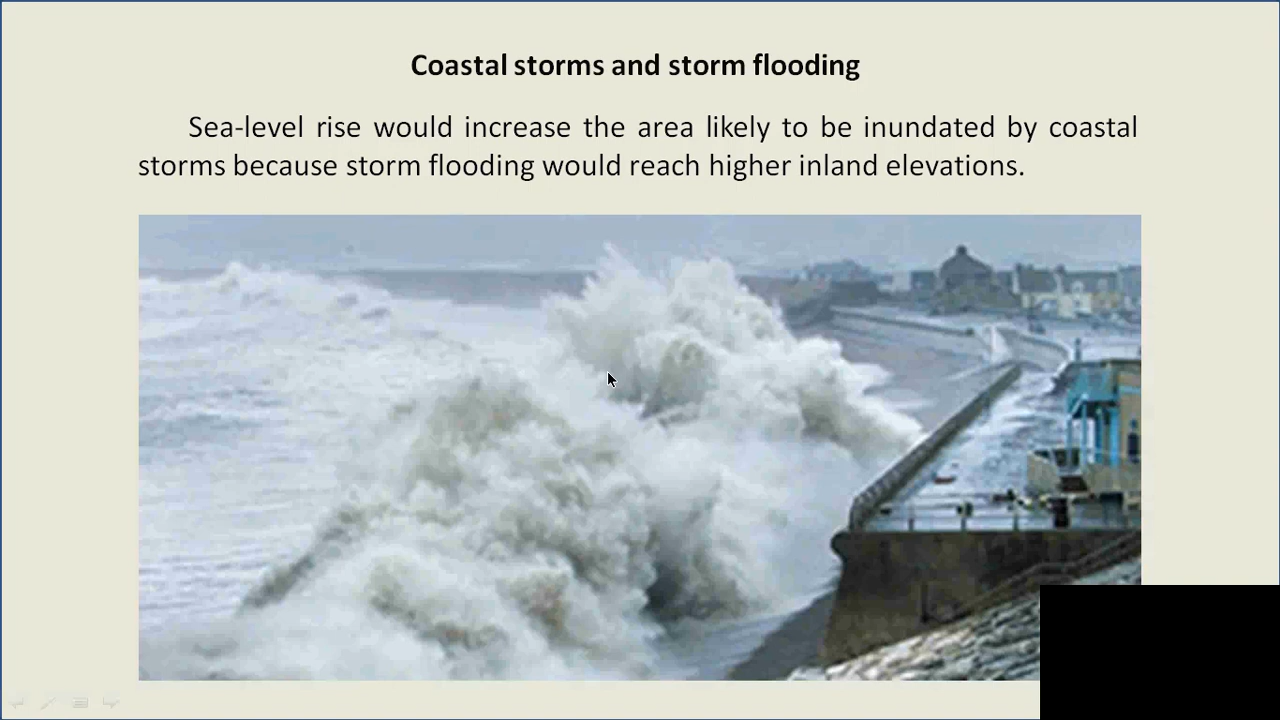 Coastal storms and storm flooding
Sea-level rise would increase the area likely to be inundated by coastal
storms because storm flooding would reach higher inland elevations.